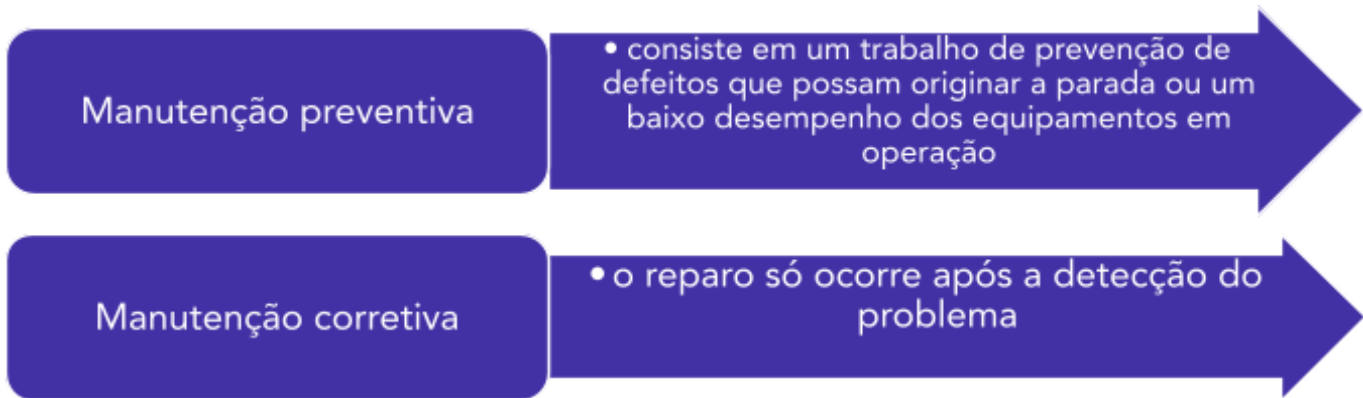 Manutenção preventiva
• consiste em um trabalho de prevenção de
defeitos que possam originar a parada ou um
baixo desempenho dos equipamentos em
operação
Manutenção corretiva
• o reparo só ocorre após a detecção do
problema